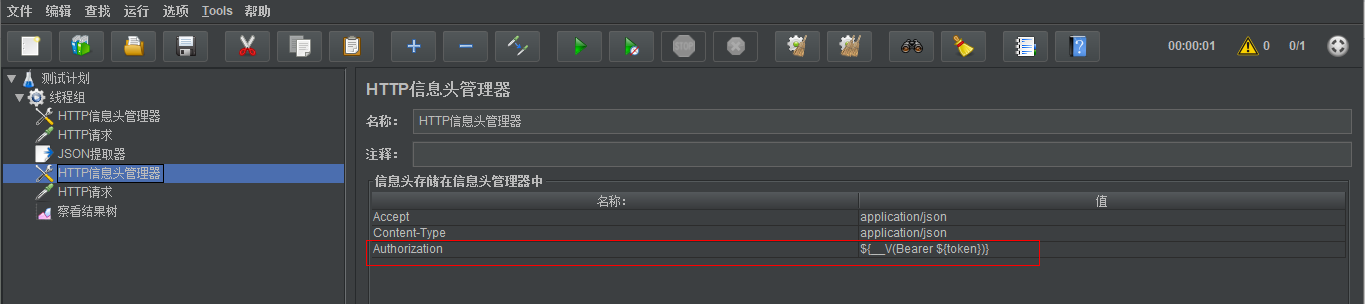 文件 编辑 查找 运行 选项 Tools 帮助
STOP
00:00:01 0 0/1
测试计划
线程组
HTTP信息头管理器
HTTP请求
JSON提取器
HTTP信息头管理器
HTTP请求
察看结果树
HTTP信息头管理器
名称： HTTP信息头管理器
注释：
信息头存储在信息头管理器中
名称： 值
Accept application/json
Content-Type application/json
Authorization ${__V(Bearer ${token})}